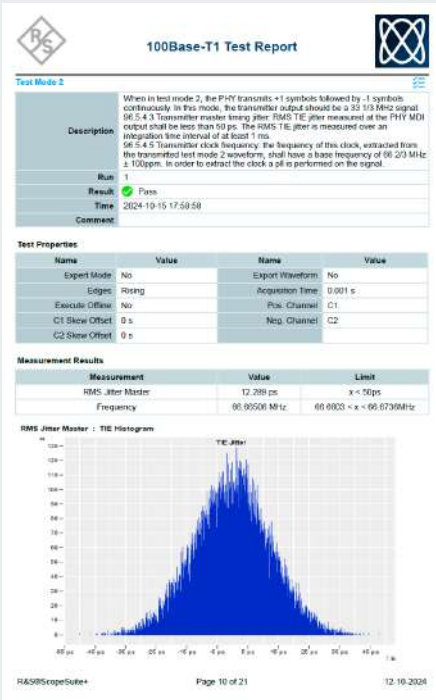 R&S
100Base-T1 Test Report
Test Mode 2
Description
When in test mode 2, the PHY transmits +1 symbols followed by -1 symbols
continuously. In this mode, the transmitter output should be a 33 1/3 MHz signal.
96.5.4.3 Transmitter master timing jitter: RMS TIE jitter measured at the PHY MDI
output shall be less than 50 ps. The RMS TIE jitter is measured over an
integration time interval of at least 1 ms.
96.5.4.5 Transmitter clock frequency: the frequency of this clock, extracted from
the transmitted test mode 2 waveform, shall have a base frequency of 66 2/3 MHz
± 100ppm. In order to extract the clock a pll is performed on the signal.
Run 1
Result Pass
Time 2024-10-15 17:59:58
Comment
Test Properties
Name Value Name Value
Expert Mode No Export Waveform No
Edges Rising Acquisition Time 0.001 s
Execute Offline No Pos. Channel C1
C1 Skew Offset 0 s Neg. Channel C2
C2 Skew Offset 0 s
Measurement Results
Measurement Value Limit
RMS Jitter Master 12.289 ps x < 50ps
Frequency 66.66506 MHz 66.6603 < x < 66.6736MHz
RMS Jitter Master : TIE Histogram
TIE Jitter
R&S®ScopeSuite+ Page 10 of 21 12-10-2024